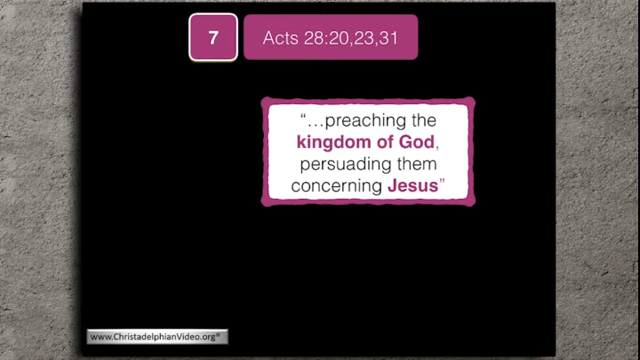 7
Acts 28:20,23,31
“…preaching the
kingdom of God,
persuading them
concerning Jesus”
www.ChristadelphianVideo.org®